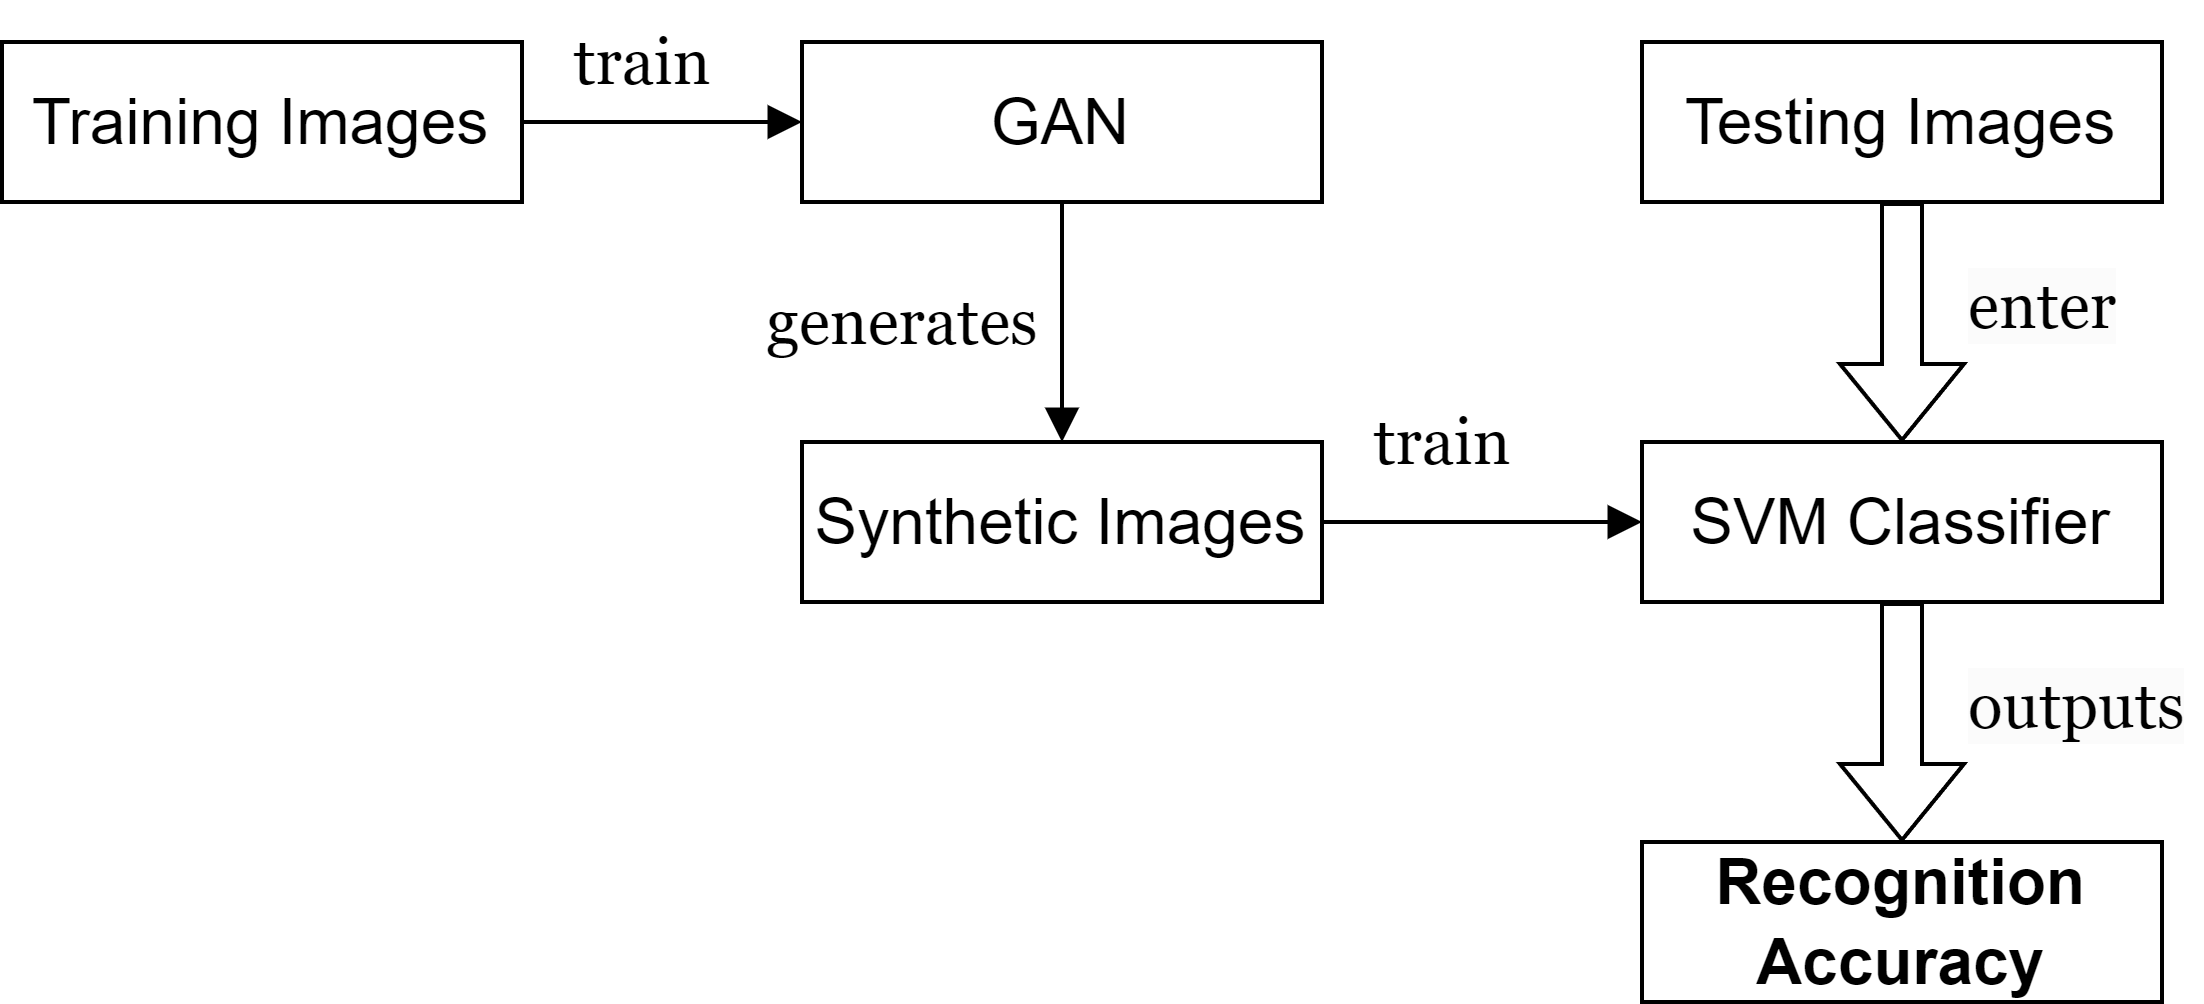 Training Images
train
GAN
Testing Images
generates
enter
Synthetic Images
train
SVM Classifier
outputs
Recognition
Accuracy